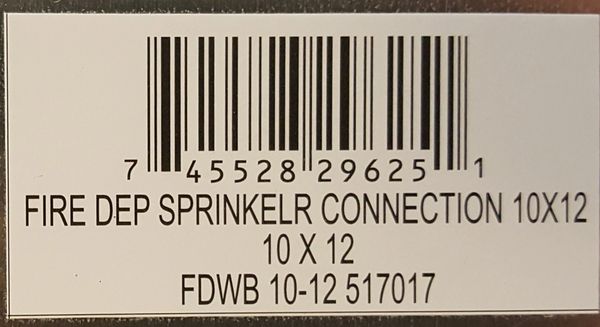 7 45528 29625 1
FIRE DEP SPRINKELR CONNECTION 10X12
10 X 12
FDWB 10-12 517017